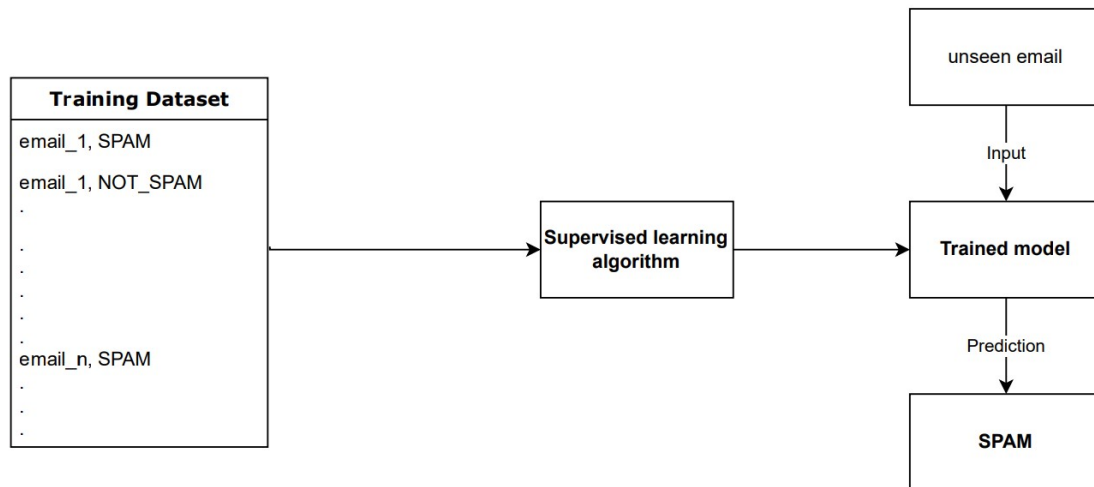 Training Dataset
email_1, SPAM
email_1, NOT_SPAM
.
.
.
.
.
.
email_n, SPAM
.
.
.
Supervised learning
algorithm
unseen email
Input
Trained model
Prediction
SPAM